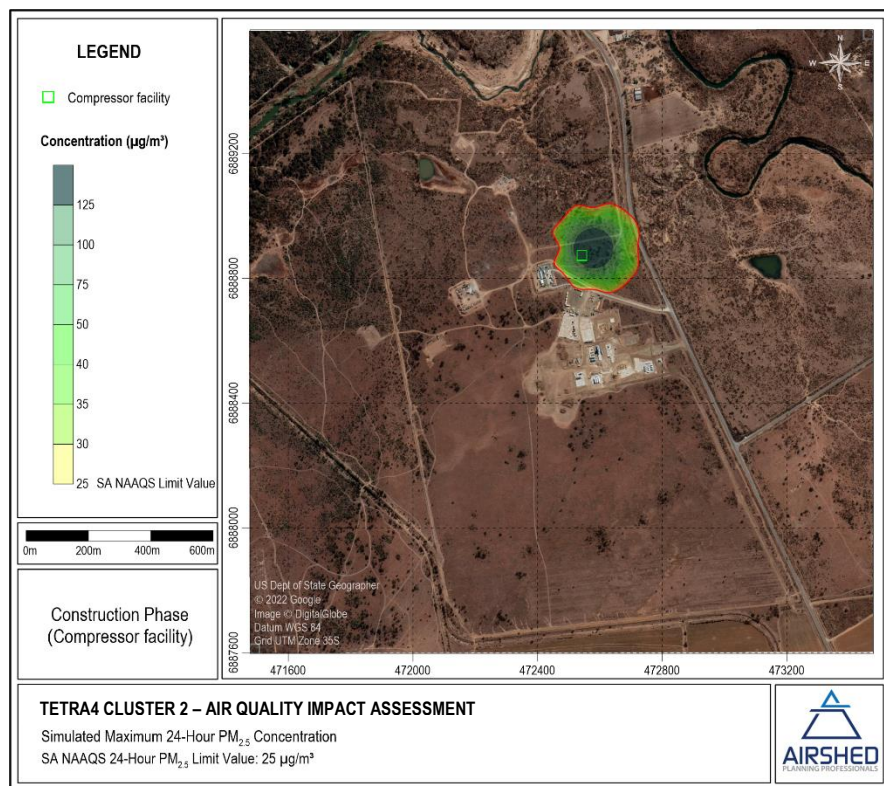 LEGEND
Compressor facility
Concentration (µg/m³)
125
100
75
50
40
35
30
25 SA NAAQS Limit Value
0m 200m 400m 600m
Construction Phase
(Compressor facility)
N
W E
S
6889200
6888800
6888400
6888000
6887600
US Dept of State Geographer
© 2022 Google
Image © DigitalGlobe
Datum WGS 84
Grid UTM Zone 35S
471600 472000 472400 472800 473200
TETRA4 CLUSTER 2 – AIR QUALITY IMPACT ASSESSMENT
Simulated Maximum 24-Hour PM2.5 Concentration
SA NAAQS 24-Hour PM2.5 Limit Value: 25 µg/m³
AIRSHED
PLANNING PROFESSIONALS